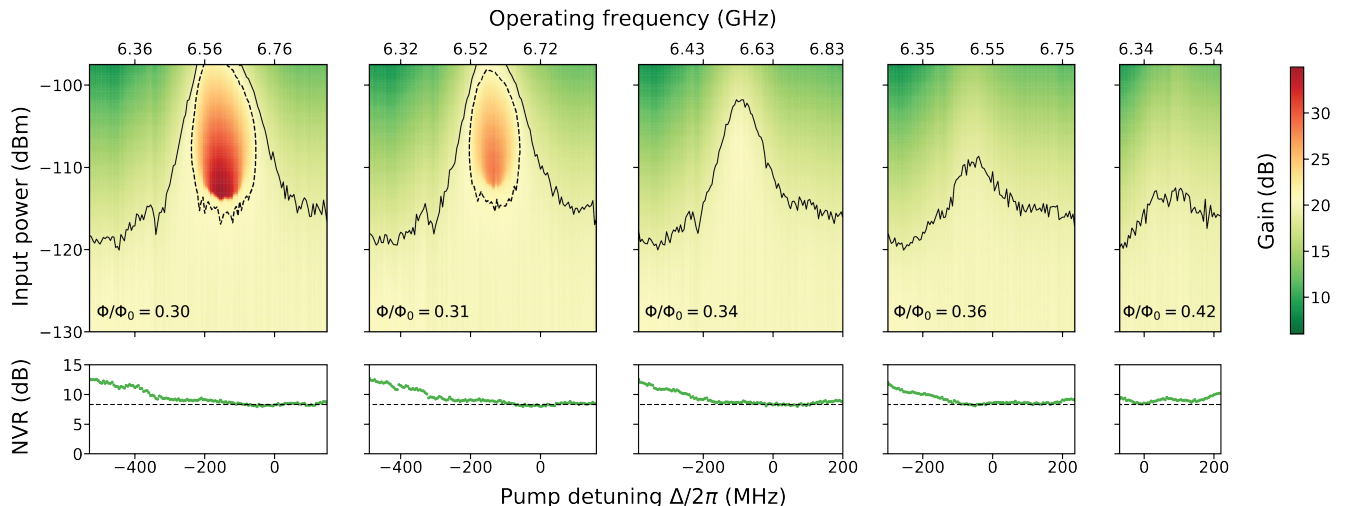 Operating frequency (GHz)
6.36 6.56 6.76 6.32 6.52 6.72 6.43 6.63 6.83 6.35 6.55 6.75 6.34 6.54
Input power (dBm)
−100
−110
−120
−130
Φ/Φ₀ = 0.30 Φ/Φ₀ = 0.31 Φ/Φ₀ = 0.34 Φ/Φ₀ = 0.36 Φ/Φ₀ = 0.42
Gain (dB)
30
25
20
15
10
NVR (dB)
15
10
5
0
−400 −200 0 −400 −200 0 −200 0 200 −200 0 0 200
Pump detuning Δ/2π (MHz)